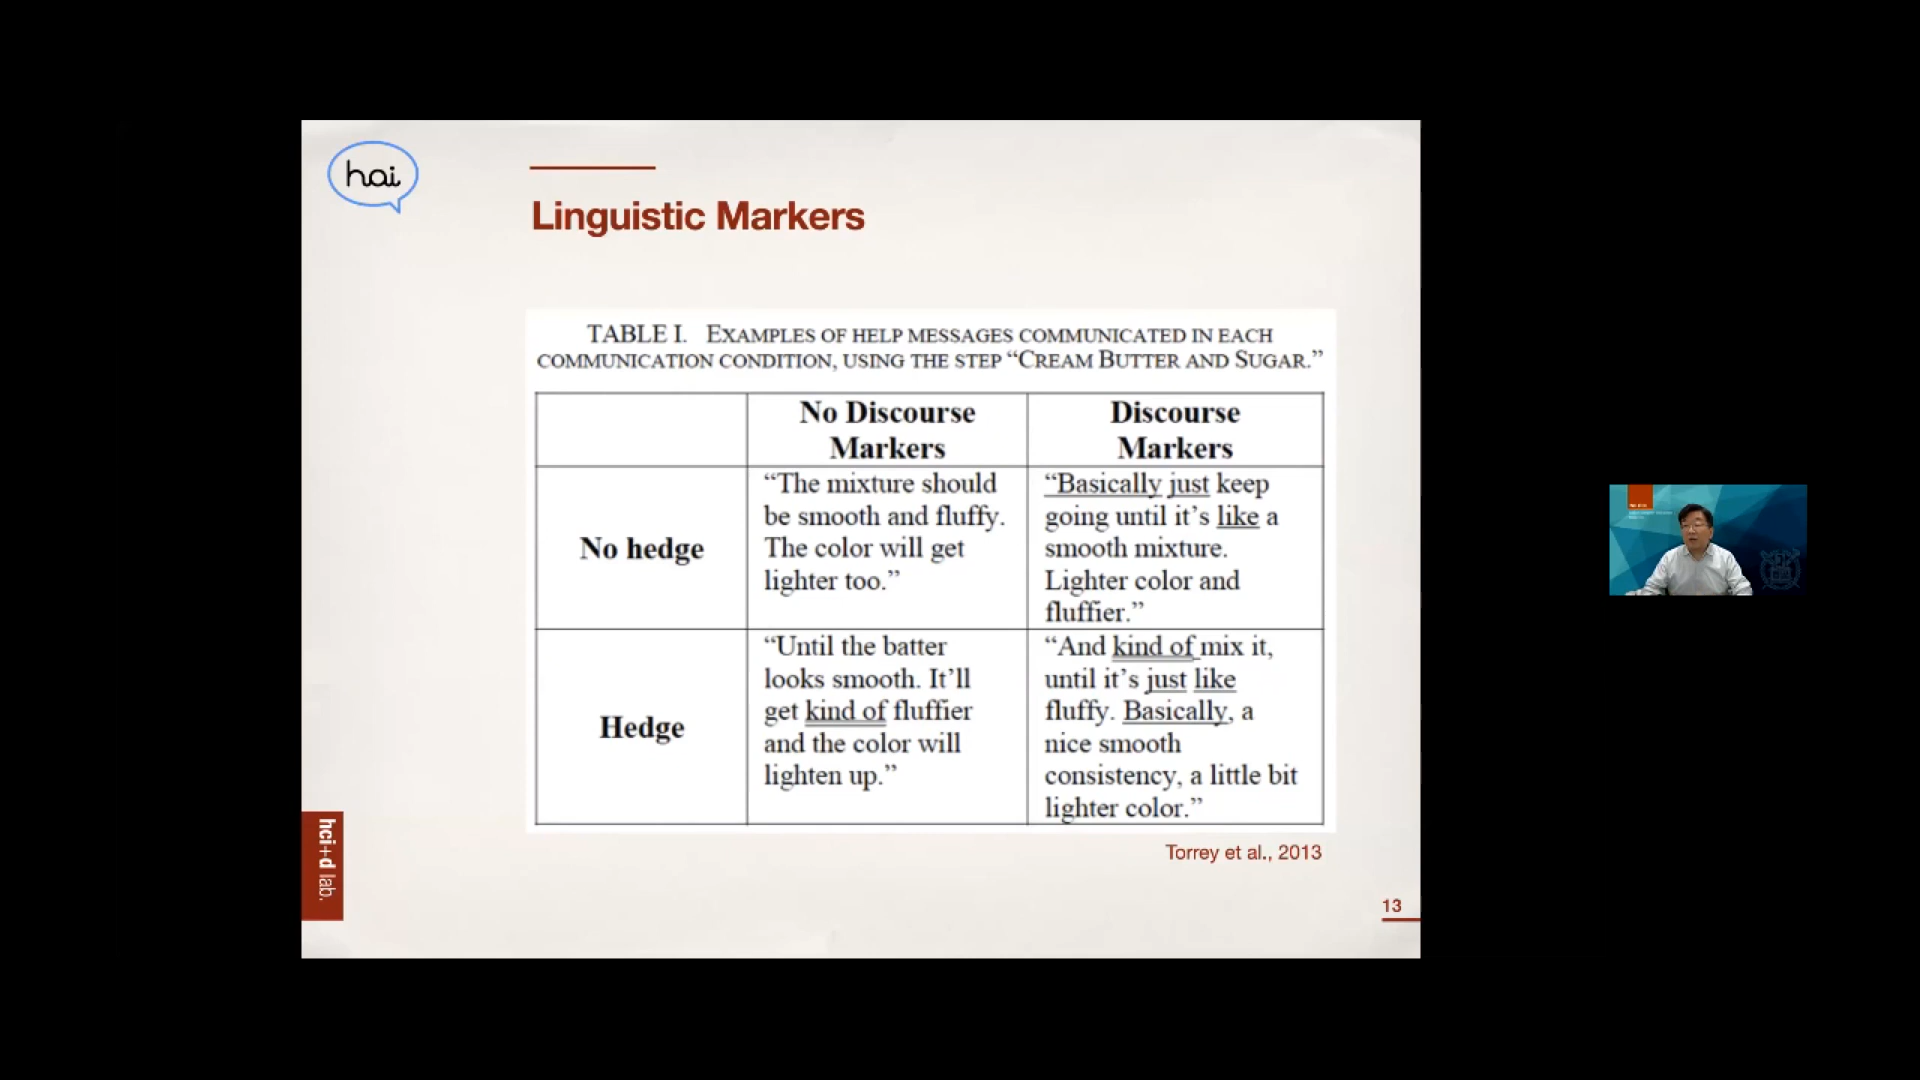 hai
Linguistic Markers
TABLE I. EXAMPLES OF HELP MESSAGES COMMUNICATED IN EACH
COMMUNICATION CONDITION, USING THE STEP “CREAM BUTTER AND SUGAR.”
No Discourse
Markers
Discourse
Markers
No hedge
“The mixture should
be smooth and fluffy.
The color will get
lighter too.”
“Basically just keep
going until it’s like a
smooth mixture.
Lighter color and
fluffier.”
Hedge
“Until the batter
looks smooth. It’ll
get kind of fluffier
and the color will
lighten up.”
“And kind of mix it,
until it’s just like
fluffy. Basically, a
nice smooth
consistency, a little bit
lighter color.”
Torrey et al., 2013
hci+d lab.
13